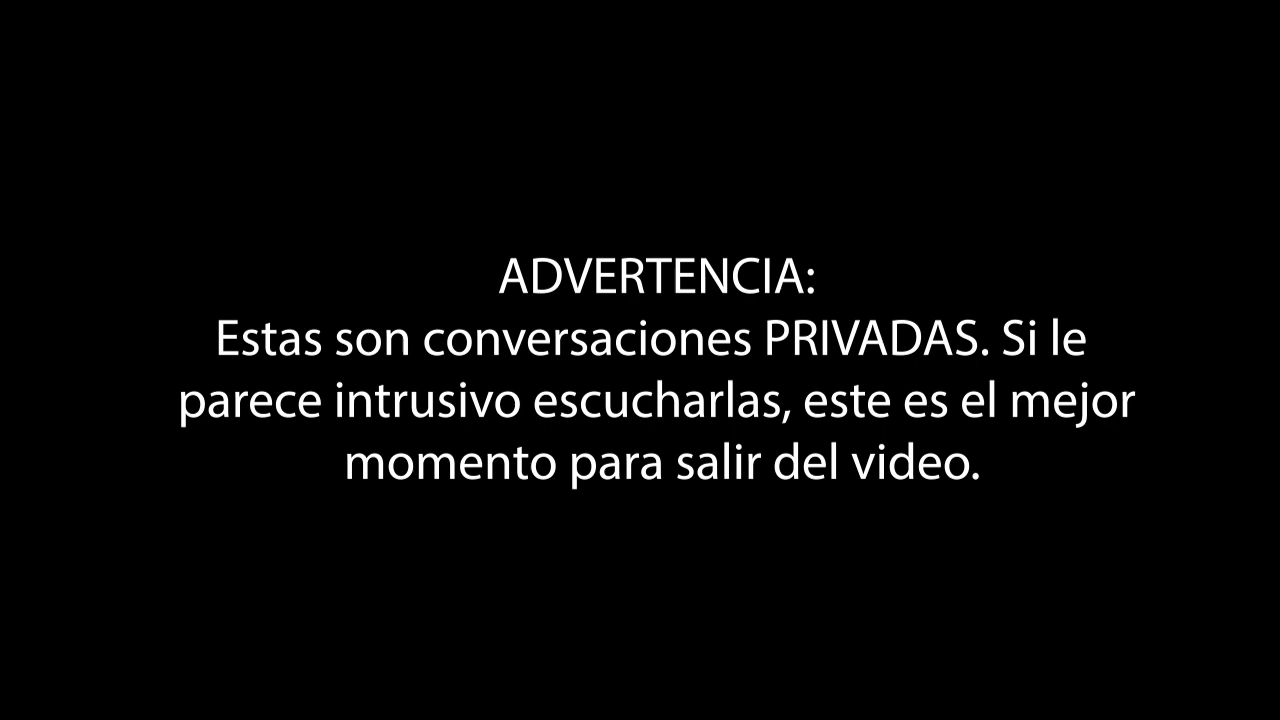 ADVERTENCIA:
Estas son conversaciones PRIVADAS. Si le
parece intrusivo escucharlas, este es el mejor
momento para salir del video.